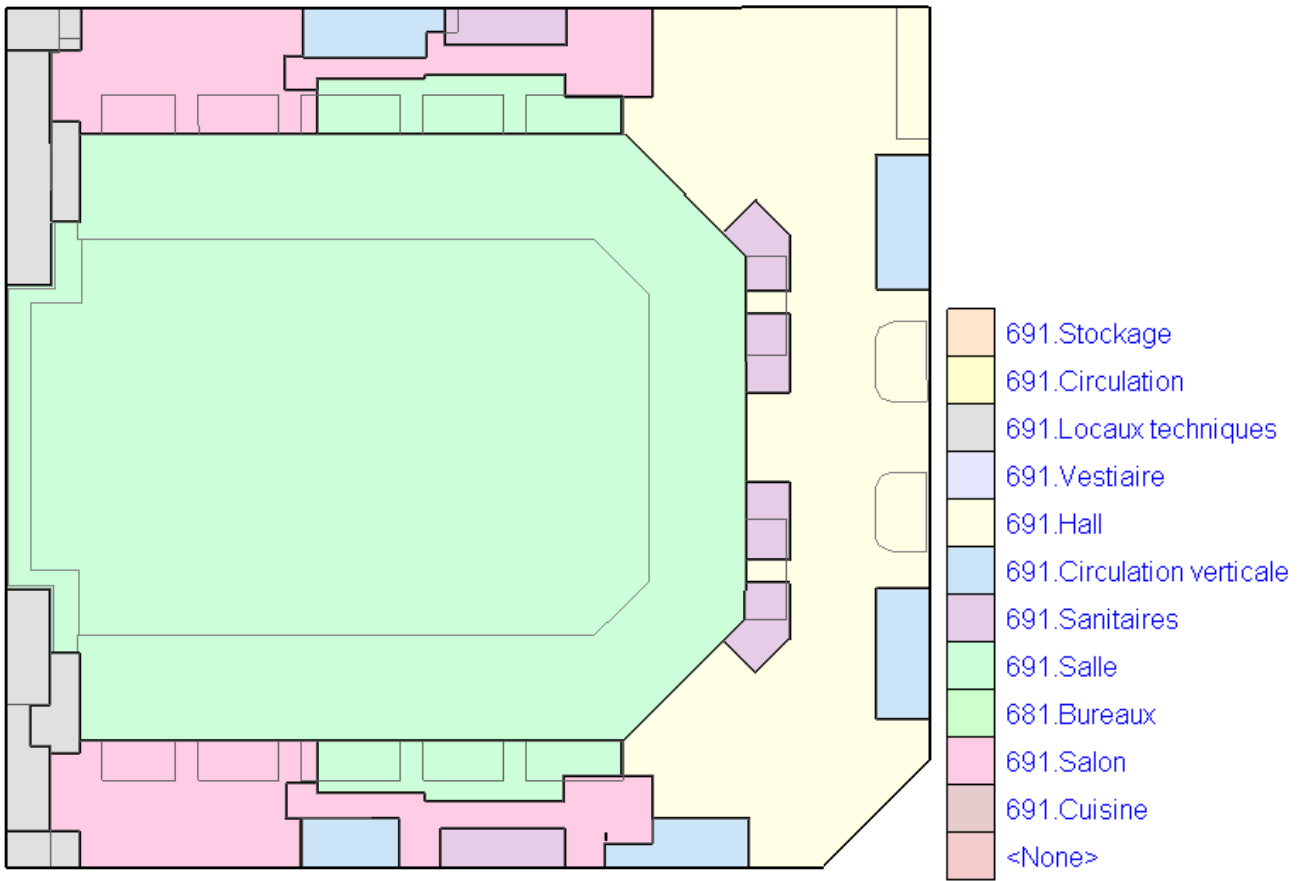 691.Stockage
691.Circulation
691.Locaux techniques
691.Vestiaire
691.Hall
691.Circulation verticale
691.Sanitaires
691.Salle
681.Bureaux
691.Salon
691.Cuisine
<None>